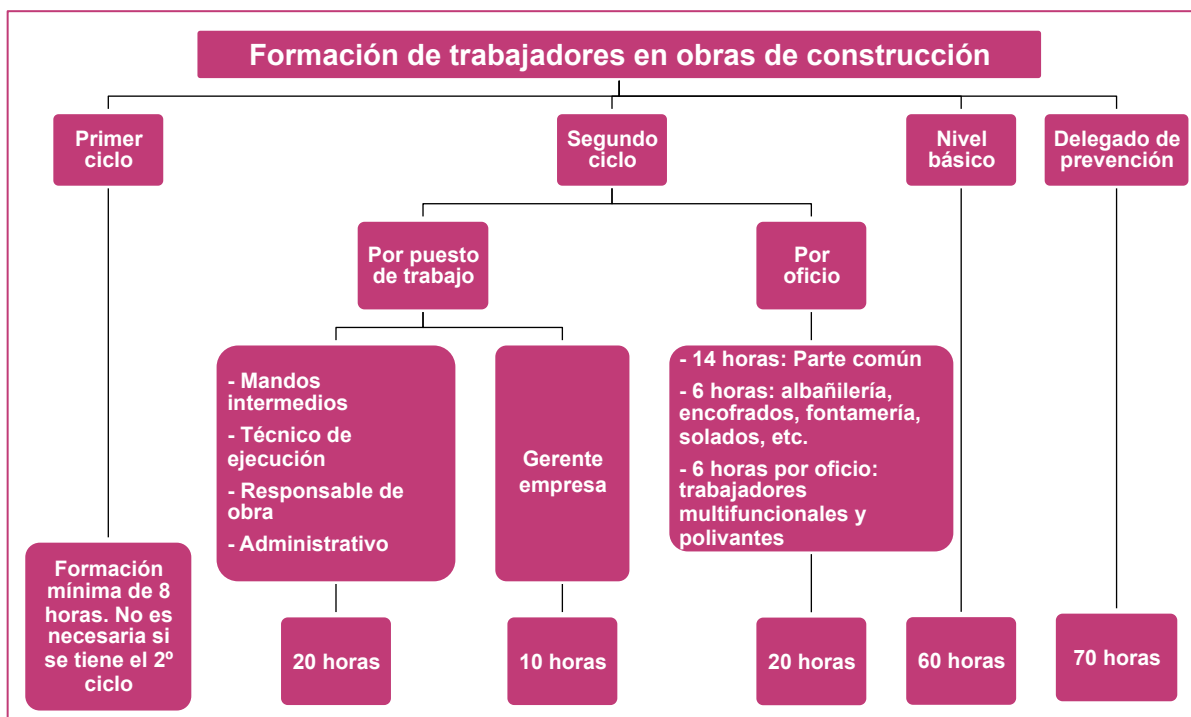 Formación de trabajadores en obras de construcción
Primer
ciclo
Segundo
ciclo
Nivel
básico
Delegado de
prevención
Por puesto
de trabajo
Por
oficio
- Mandos
intermedios
- Técnico de
ejecución
- Responsable de
obra
- Administrativo
Gerente
empresa
- 14 horas: Parte común
- 6 horas: albañilería,
encofrados, fontamería,
solados, etc.
- 6 horas por oficio:
trabajadores
multifuncionales y
polivantes
Formación
mínima de 8
horas. No es
necesaria si
se tiene el 2º
ciclo
20 horas
10 horas
20 horas
60 horas
70 horas